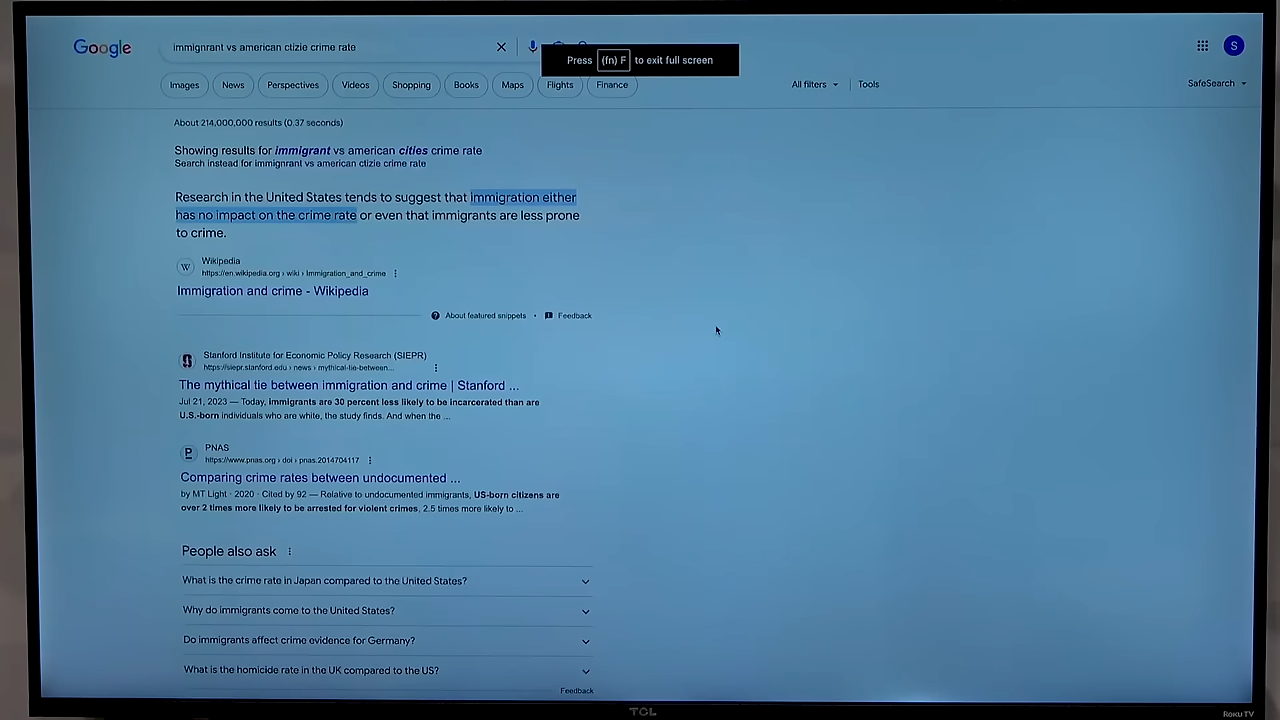 Google
immignrant vs american ctizie crime rate
Press (fn) F to exit full screen
Images
News
Perspectives
Videos
Shopping
Books
Maps
Flights
Finance
All filters
Tools
SafeSearch
S
About 214,000,000 results (0.37 seconds)
Showing results for immigrant vs american cities crime rate
Search instead for immignrant vs american ctizie crime rate
Research in the United States tends to suggest that immigration either
has no impact on the crime rate or even that immigrants are less prone
to crime.
W
Wikipedia
https://en.wikipedia.org › wiki › Immigration_and_crime
Immigration and crime - Wikipedia
About featured snippets • Feedback
Stanford Institute for Economic Policy Research (SIEPR)
https://siepr.stanford.edu › news › mythical-tie-between...
The mythical tie between immigration and crime | Stanford ...
Jul 21, 2023 — Today, immigrants are 30 percent less likely to be incarcerated than are
U.S.-born individuals who are white, the study finds. And when the ...
P
PNAS
https://www.pnas.org › doi › pnas.2014704117
Comparing crime rates between undocumented ...
by MT Light · 2020 · Cited by 92 — Relative to undocumented immigrants, US-born citizens are
over 2 times more likely to be arrested for violent crimes, 2.5 times more likely to ...
People also ask
What is the crime rate in Japan compared to the United States?
Why do immigrants come to the United States?
Do immigrants affect crime evidence for Germany?
What is the homicide rate in the UK compared to the US?
Feedback
TCL
Roku TV